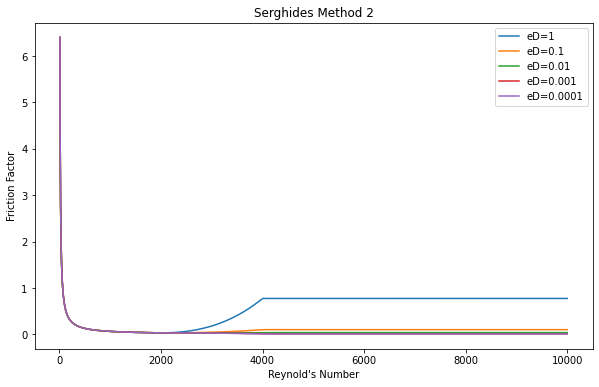 Serghides Method 2
eD=1
eD=0.1
eD=0.01
eD=0.001
eD=0.0001
Friction Factor
6
5
4
3
2
1
0
0 2000 4000 6000 8000 10000
Reynold's Number